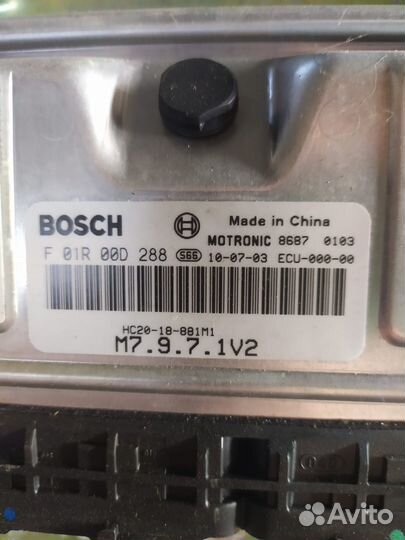 BOSCH
Made in China
MOTRONIC 8687 0103
F 01R 00D 288 S66 10-07-03 ECU-000-00
HC20-18-881M1
M7.9.7.1V2
Avito